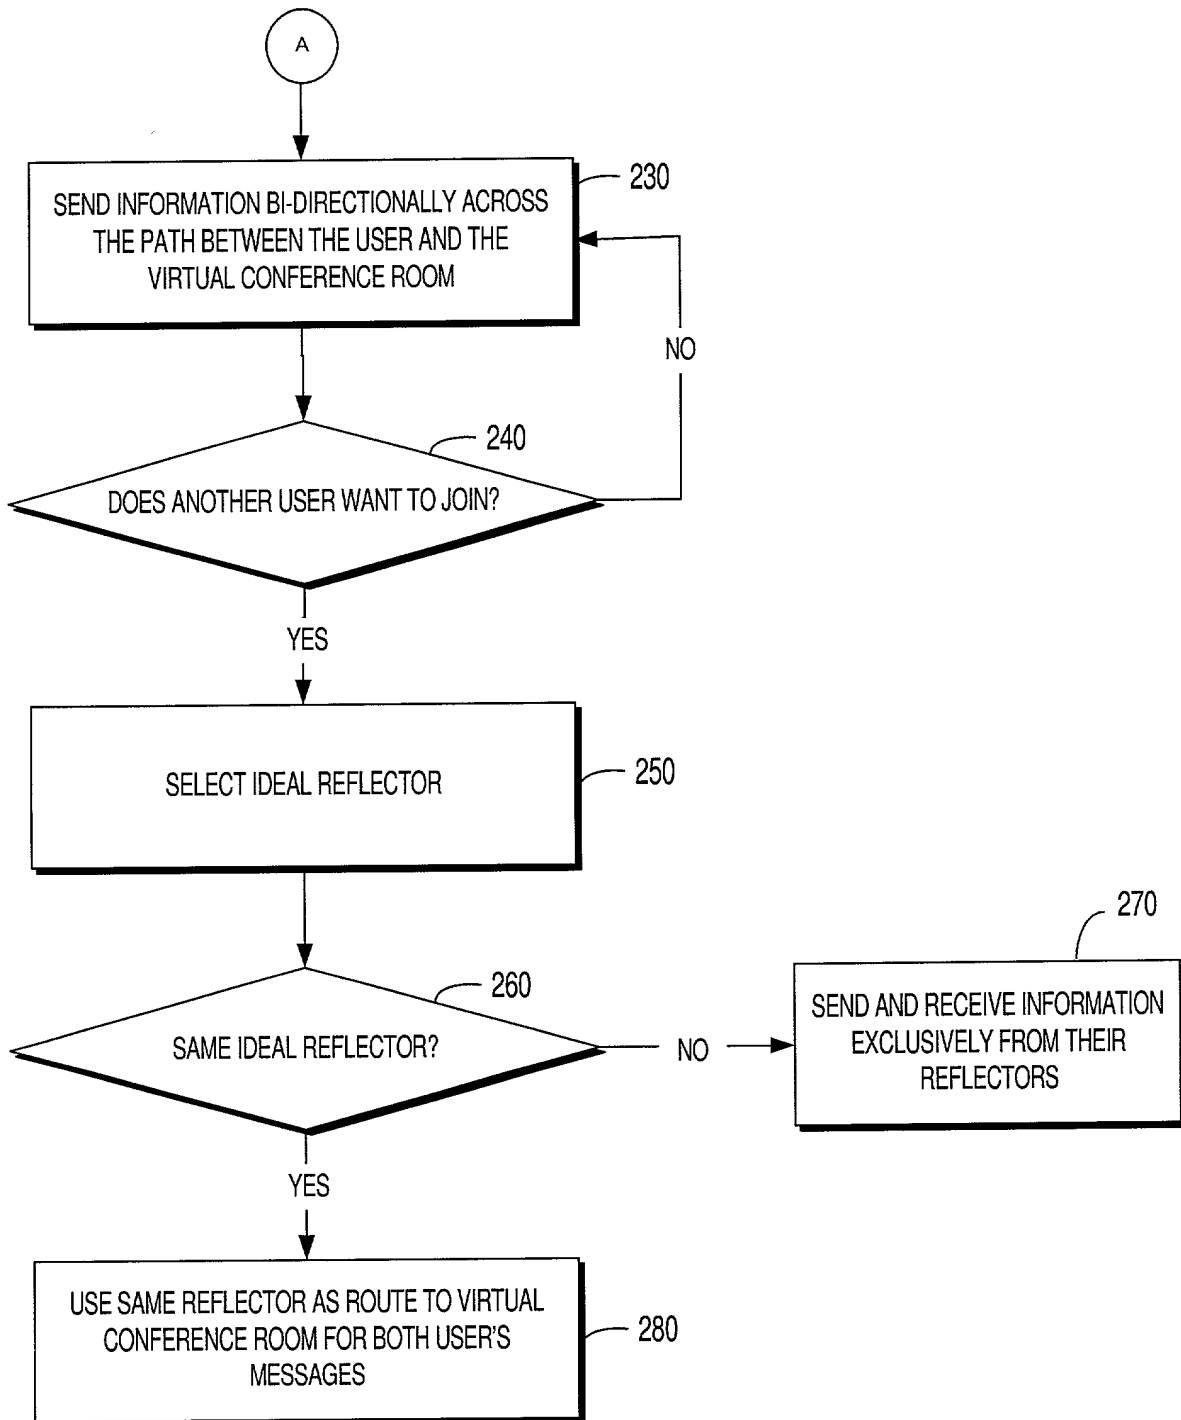 A
SEND INFORMATION BI-DIRECTIONALLY ACROSS
THE PATH BETWEEN THE USER AND THE
VIRTUAL CONFERENCE ROOM
230
NO
240
DOES ANOTHER USER WANT TO JOIN?
YES
SELECT IDEAL REFLECTOR
250
260
SAME IDEAL REFLECTOR?
NO
270
SEND AND RECEIVE INFORMATION
EXCLUSIVELY FROM THEIR
REFLECTORS
YES
USE SAME REFLECTOR AS ROUTE TO VIRTUAL
CONFERENCE ROOM FOR BOTH USER'S
MESSAGES
280